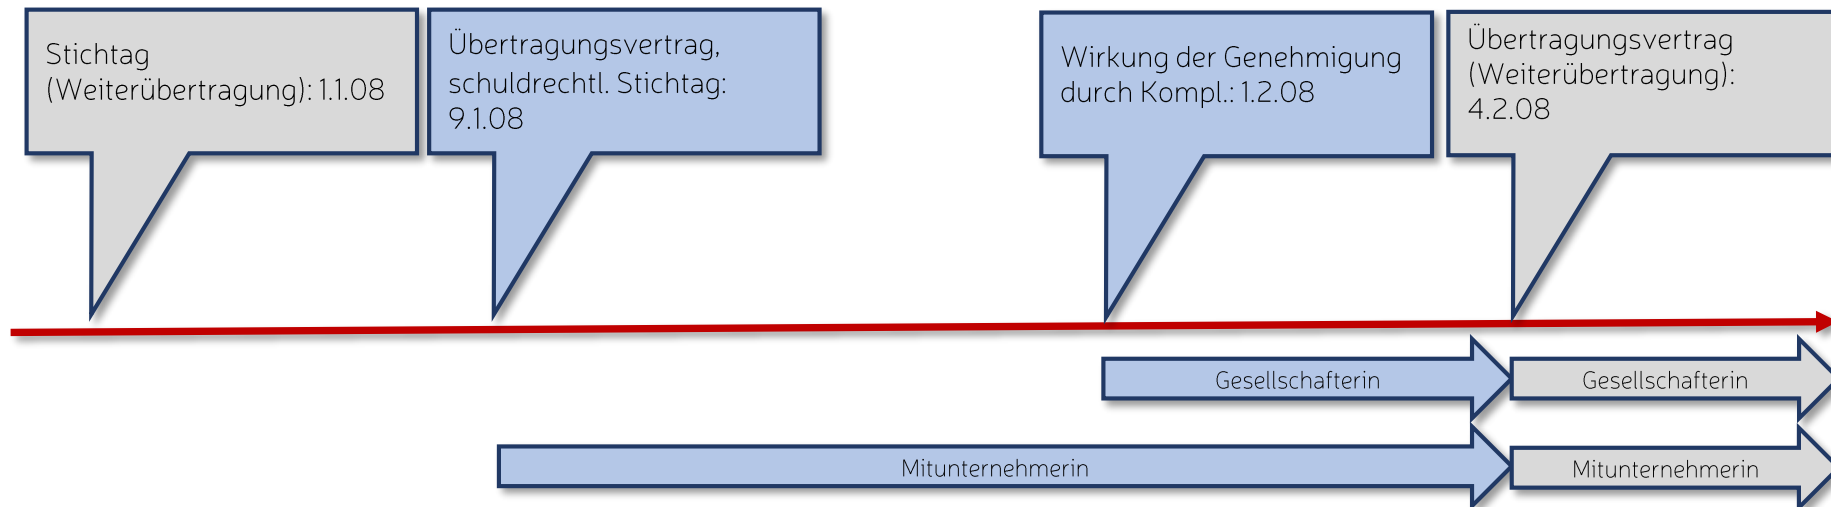 Stichtag
(Weiterübertragung): 1.1.08
Übertragungsvertrag,
schuldrechtl. Stichtag:
9.1.08
Wirkung der Genehmigung
durch Kompl.: 1.2.08
Übertragungsvertrag
(Weiterübertragung):
4.2.08
Gesellschafterin
Gesellschafterin
Mitunternehmerin
Mitunternehmerin